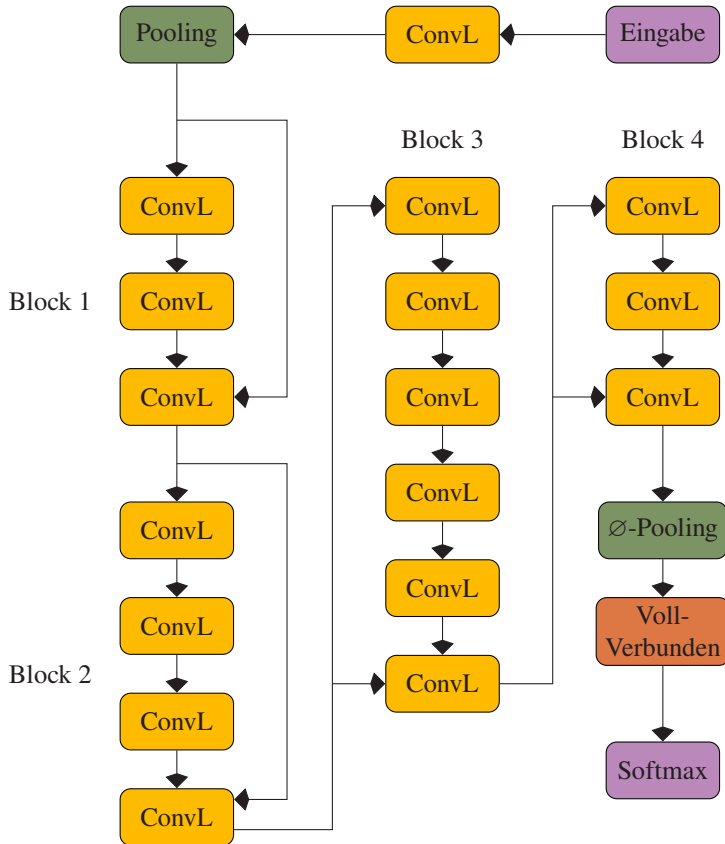 Pooling
ConvL
Eingabe
Block 3
Block 4
ConvL
ConvL
ConvL
Block 1
ConvL
ConvL
ConvL
ConvL
ConvL
ConvL
ConvL
ConvL
∅-Pooling
ConvL
ConvL
Voll-
Verbunden
Block 2
ConvL
ConvL
Softmax
ConvL